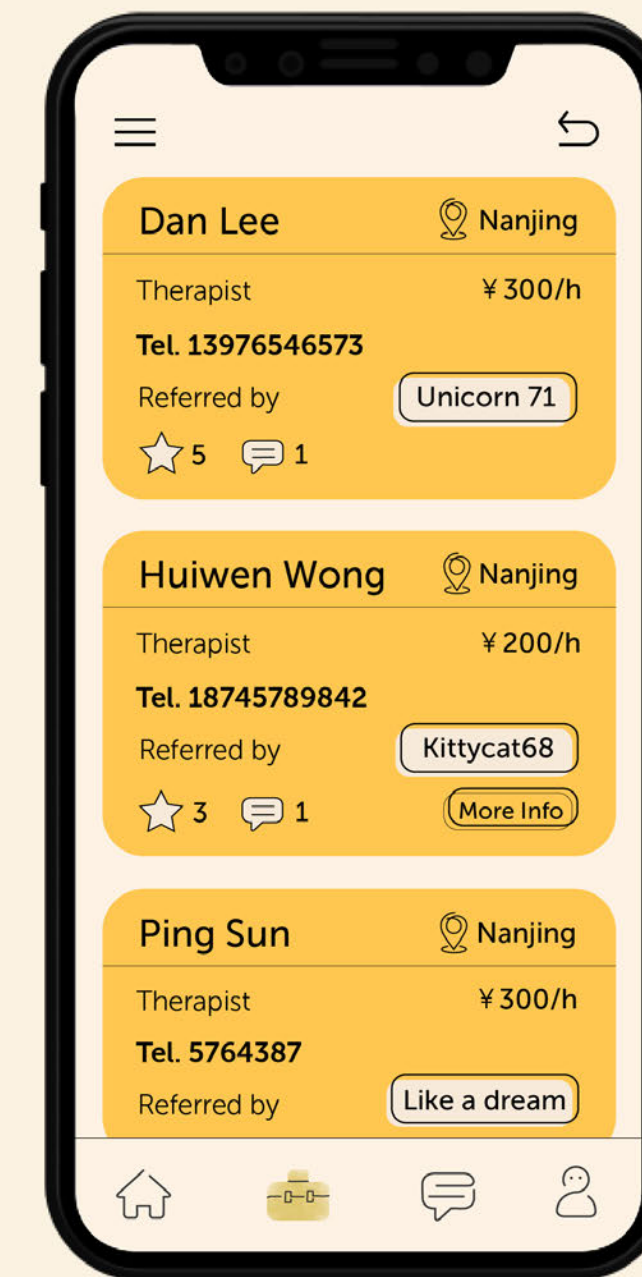 Dan Lee Nanjing
Therapist ¥300/h
Tel. 13976546573
Referred by Unicorn 71
5 1
Huiwen Wong Nanjing
Therapist ¥200/h
Tel. 18745789842
Referred by Kittycat68
3 1 More Info
Ping Sun Nanjing
Therapist ¥300/h
Tel. 5764387
Referred by Like a dream